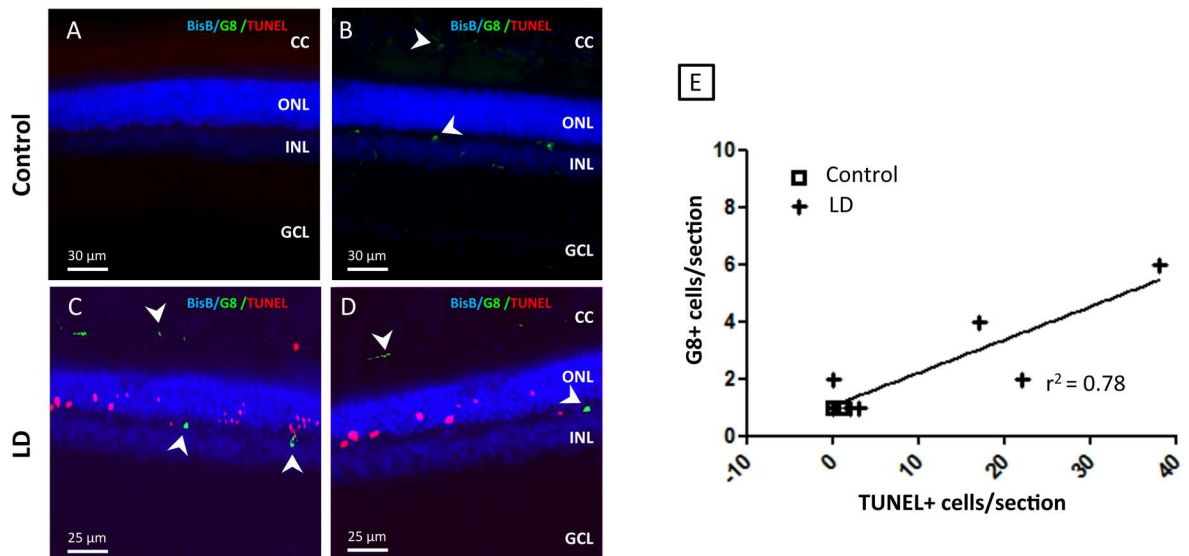 Control
LD
A
BisB/G8 /TUNEL
CC
ONL
INL
GCL
30 µm
B
BisB/G8 /TUNEL
CC
ONL
INL
GCL
30 µm
C
BisB/G8 /TUNEL
25 µm
D
BisB/G8 /TUNEL
CC
ONL
INL
GCL
25 µm
E
Control
LD
G8+ cells/section
10
8
6
4
2
0
r² = 0.78
-10
0
10
20
30
40
TUNEL+ cells/section